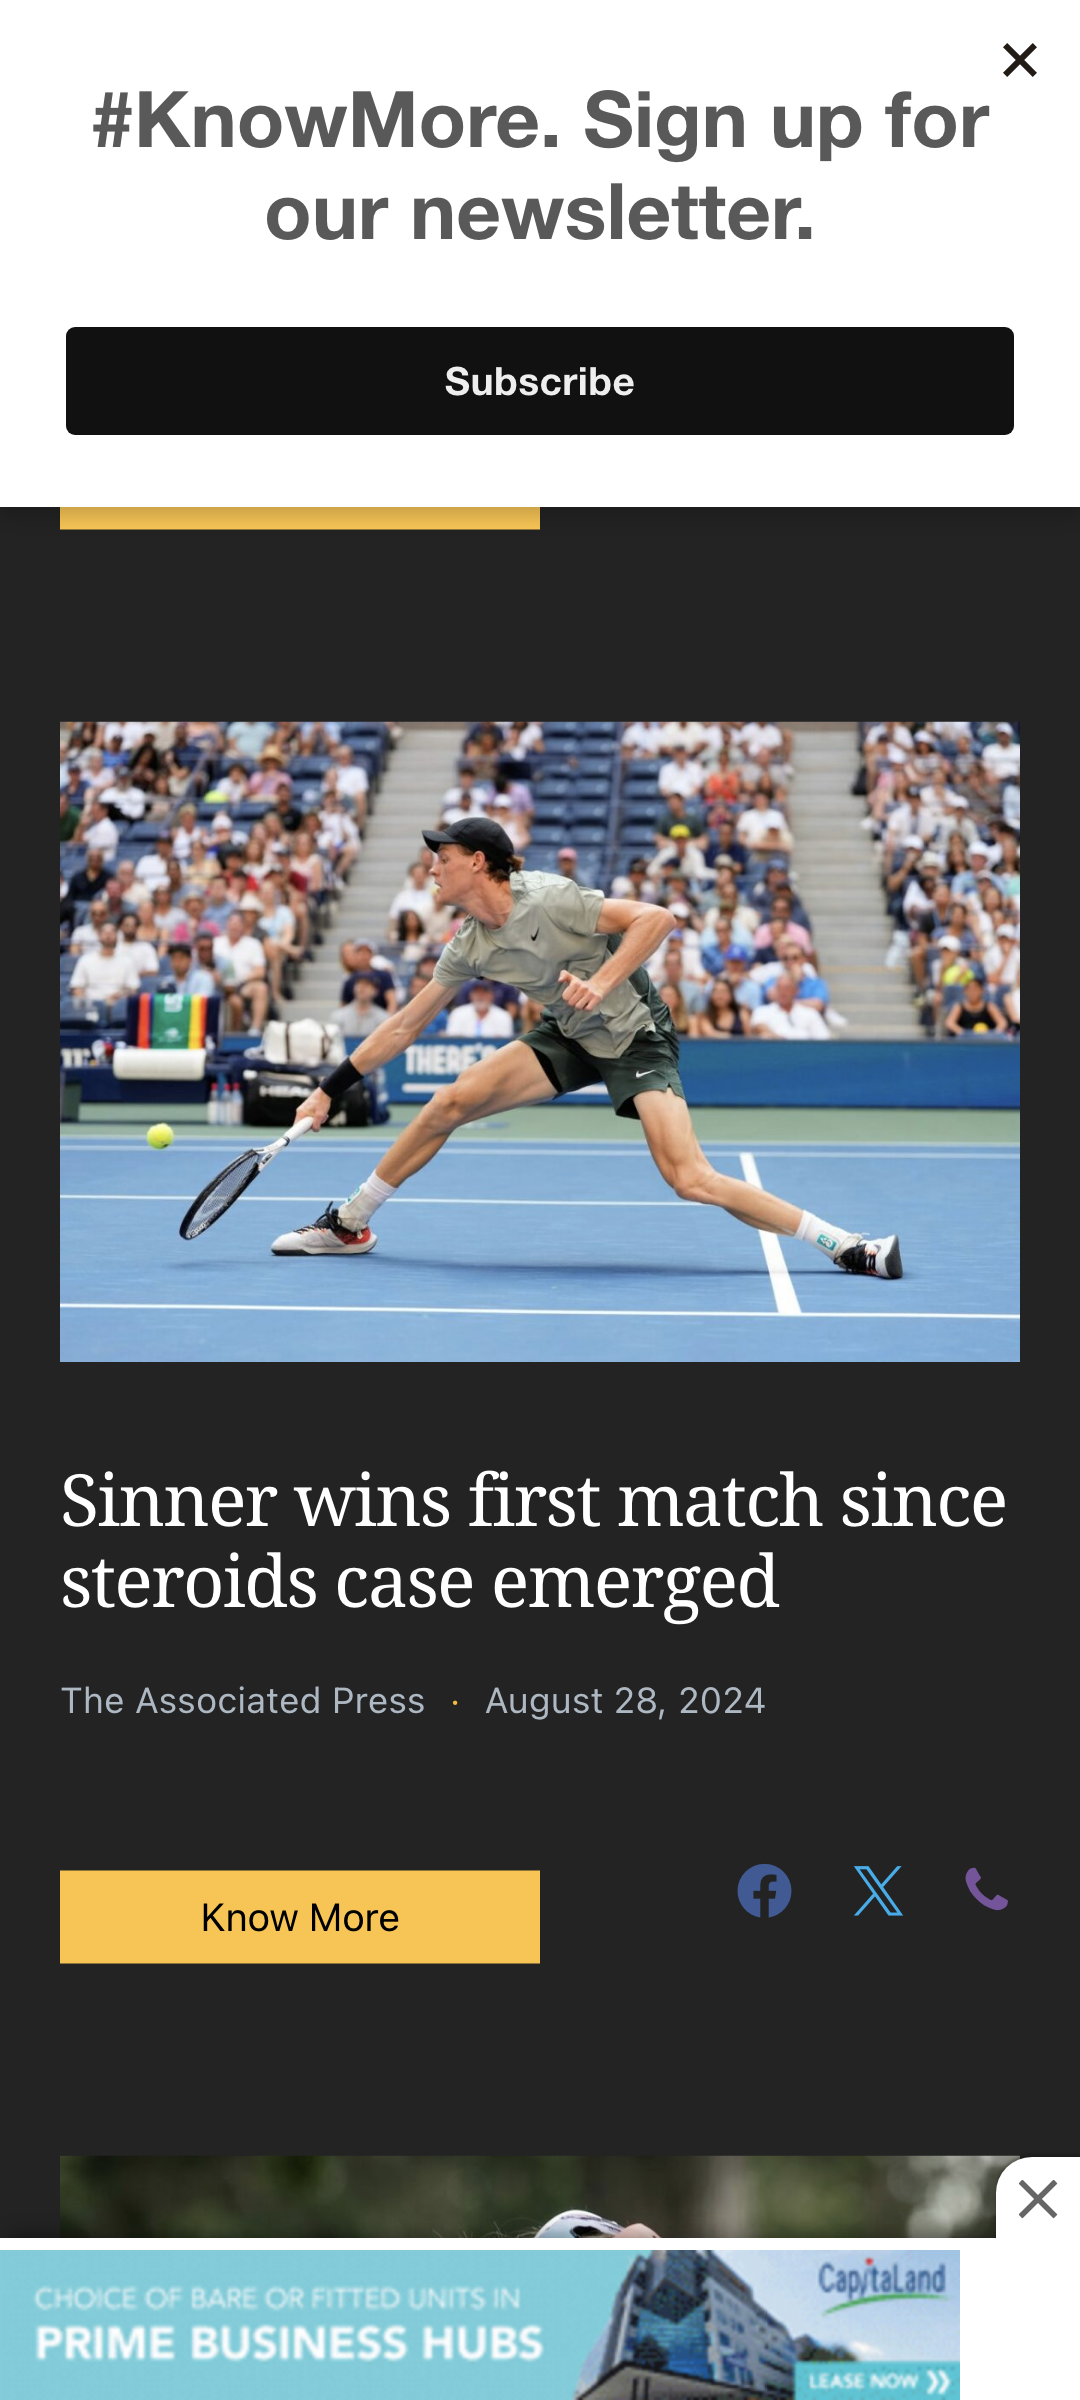 #KnowMore. Sign up for
our newsletter.
Subscribe
THERE'S
HEAD
Sinner wins first match since
steroids case emerged
The Associated Press · August 28, 2024
Know More
CHOICE OF BARE OR FITTED UNITS IN
PRIME BUSINESS HUBS
CapitaLand
LEASE NOW